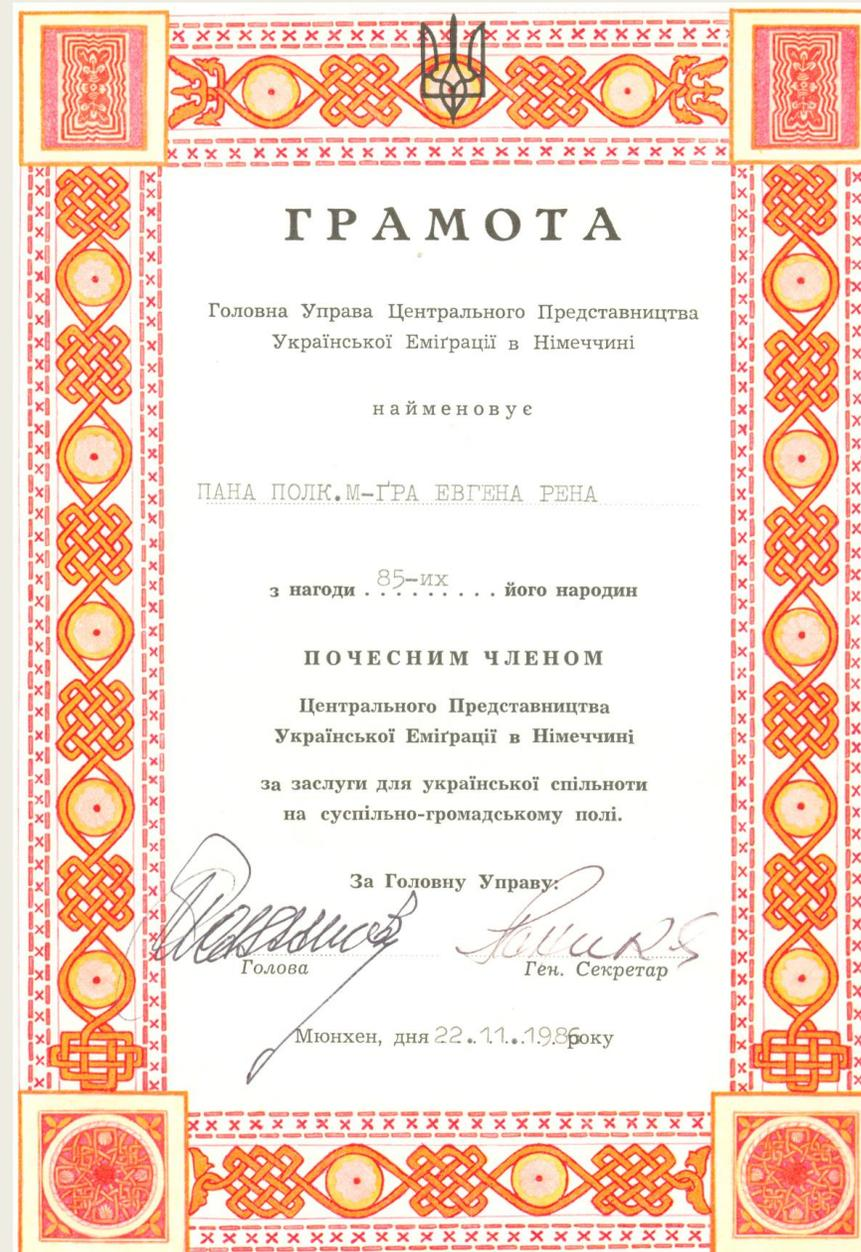 ГРАМОТА
Головна Управа Центрального Представництва
Української Еміґрації в Німеччині
найменовує
ПАНА ПОЛК.М-ҐРА ЕВГЕНА РЕНА
з нагоди 85-их його народин
ПОЧЕСНИМ ЧЛЕНОМ
Центрального Представництва
Української Еміґрації в Німеччині
за заслуги для української спільноти
на суспільно-громадському полі.
За Головну Управу:
Голова Ген. Секретар
Мюнхен, дня 22.11.1986 року